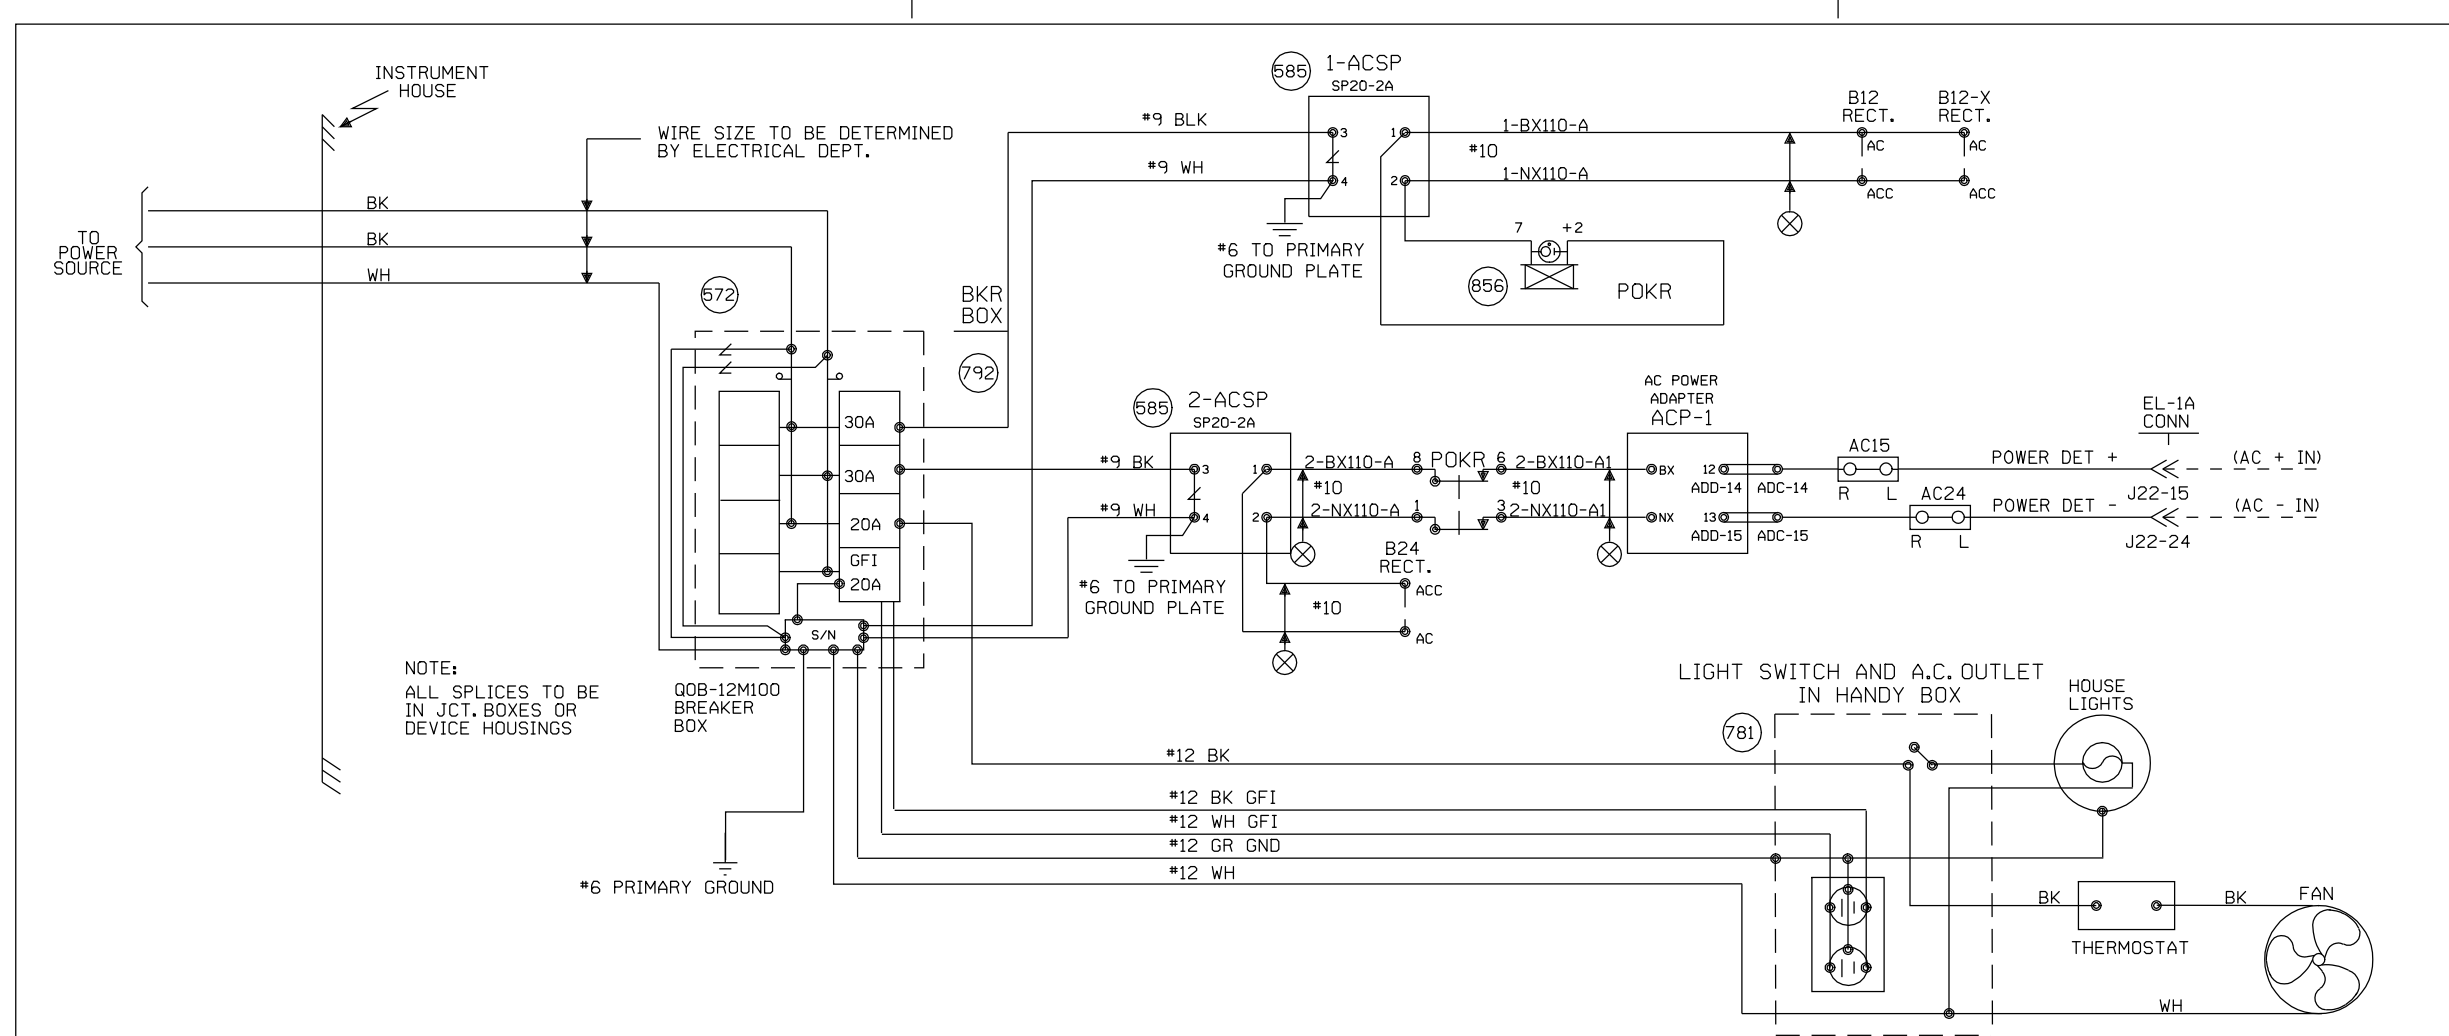 INSTRUMENT
HOUSE
WIRE SIZE TO BE DETERMINED
BY ELECTRICAL DEPT.
TO
POWER
SOURCE
BK
BK
WH
572
BKR
BOX
792
30A
30A
20A
GFI
20A
S/N
QOB-12M100
BREAKER
BOX
NOTE:
ALL SPLICES TO BE
IN JCT. BOXES OR
DEVICE HOUSINGS
#6 PRIMARY GROUND
585
1-ACSP
SP20-2A
#9 BLK
#9 WH
3
4
1
2
#6 TO PRIMARY
GROUND PLATE
1-BX110-A
#10
1-NX110-A
B12
RECT.
B12-X
RECT.
AC
AC
ACC
ACC
7
+2
856
POKR
585
2-ACSP
SP20-2A
#9 BK
#9 WH
3
4
1
2
#6 TO PRIMARY
GROUND PLATE
2-BX110-A
8
POKR
6
2-BX110-A1
#10
#10
2-NX110-A
1
3
2-NX110-A1
B24
RECT.
ACC
#10
AC
AC POWER
ADAPTER
ACP-1
BX
12
ADD-14
ADC-14
NX
13
ADD-15
ADC-15
AC15
R
L
AC24
R
L
POWER DET +
POWER DET -
EL-1A
CONN
J22-15
J22-24
(AC + IN)
(AC - IN)
LIGHT SWITCH AND A.C. OUTLET
IN HANDY BOX
781
HOUSE
LIGHTS
#12 BK
#12 BK GFI
#12 WH GFI
#12 GR GND
#12 WH
BK
THERMOSTAT
BK
FAN
WH